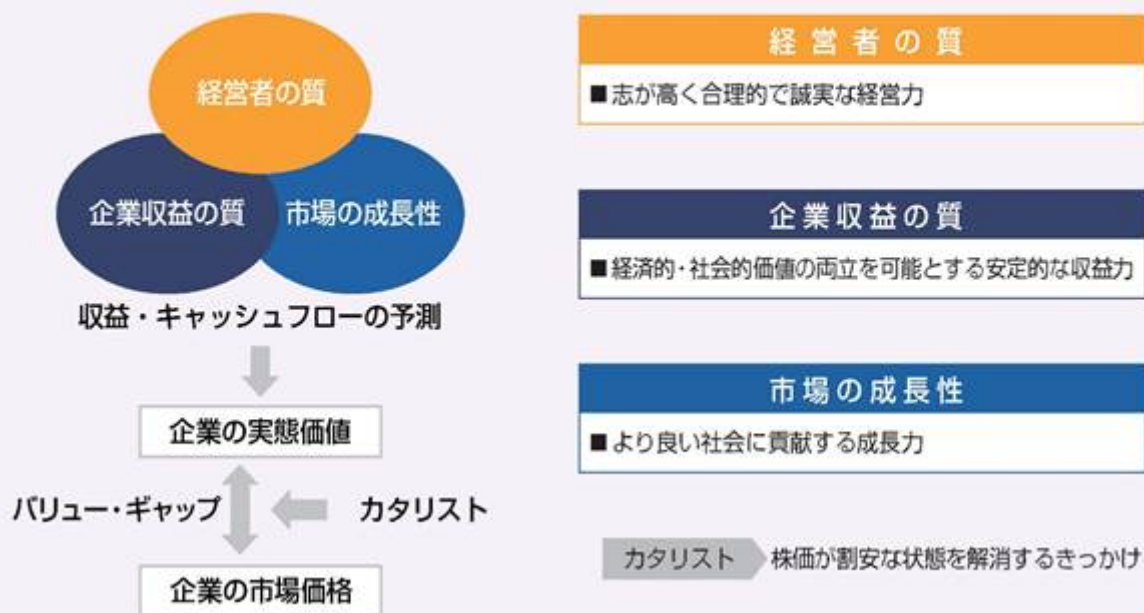 経営者の質
企業収益の質
市場の成長性
収益・キャッシュフローの予測
企業の実態価値
バリュー・ギャップ
カタリスト
企業の市場価格
経営者の質
■志が高く合理的で誠実な経営力
企業収益の質
■経済的・社会的価値の両立を可能とする安定的な収益力
市場の成長性
■より良い社会に貢献する成長力
カタリスト 株価が割安な状態を解消するきっかけ